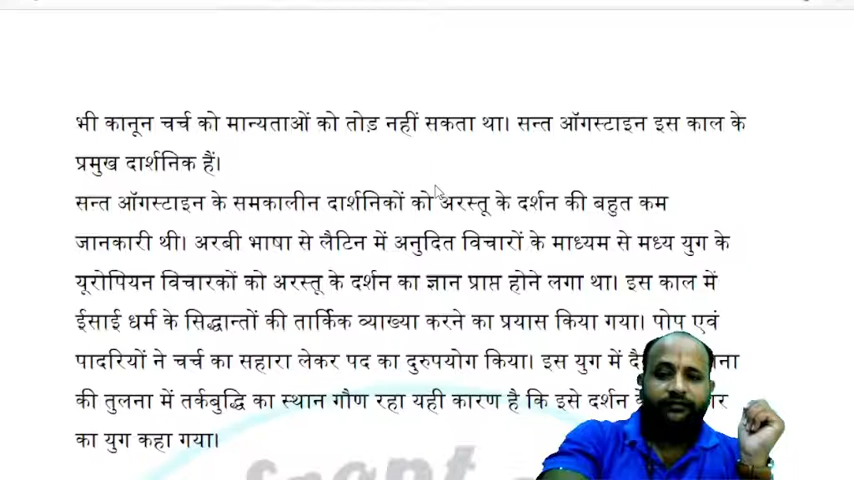 भी कानून चर्च को मान्यताओं को तोड़ नहीं सकता था। सन्त ऑगस्टाइन इस काल के
प्रमुख दार्शनिक हैं।
सन्त ऑगस्टाइन के समकालीन दार्शनिकों को अरस्तू के दर्शन की बहुत कम
जानकारी थी। अरबी भाषा से लैटिन में अनुदित विचारों के माध्यम से मध्य युग के
यूरोपियन विचारकों को अरस्तू के दर्शन का ज्ञान प्राप्त होने लगा था। इस काल में
ईसाई धर्म के सिद्धान्तों की तार्किक व्याख्या करने का प्रयास किया गया। पोप एवं
पादरियों ने चर्च का सहारा लेकर पद का दुरुपयोग किया। इस युग में
की तुलना में तर्कबुद्धि का स्थान गौण रहा यही कारण है कि इसे दर्शन
का युग कहा गया।